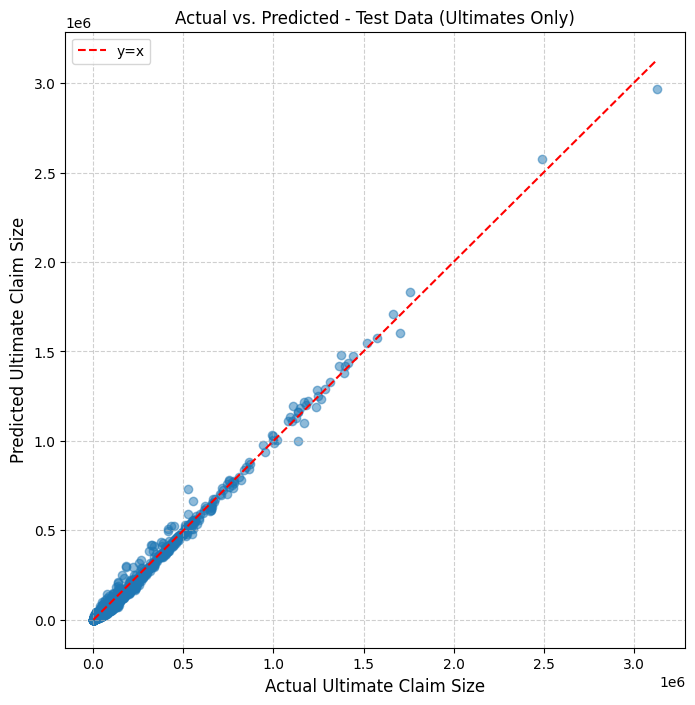 Actual vs. Predicted - Test Data (Ultimates Only)
1e6
y=x
3.0
2.5
2.0
1.5
1.0
0.5
0.0
Predicted Ultimate Claim Size
0.0 0.5 1.0 1.5 2.0 2.5 3.0
1e6
Actual Ultimate Claim Size